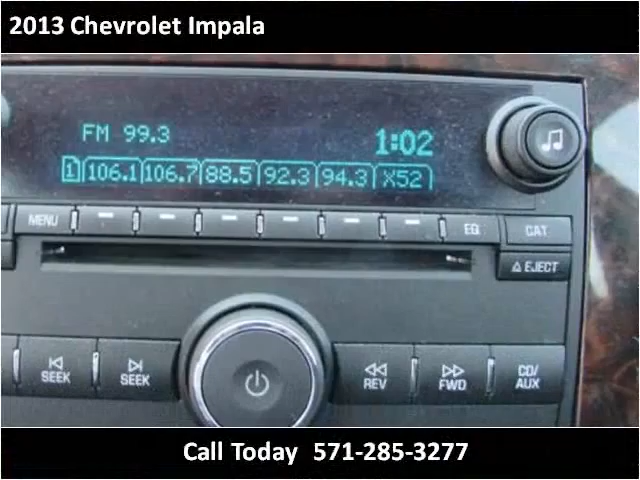 2013 Chevrolet Impala
FM 99.3
1:02
1 106.1 106.7 88.5 92.3 94.3 X52
MENU EQ CAT
EJECT
SEEK SEEK REV FWD CD/
AUX
Call Today 571-285-3277